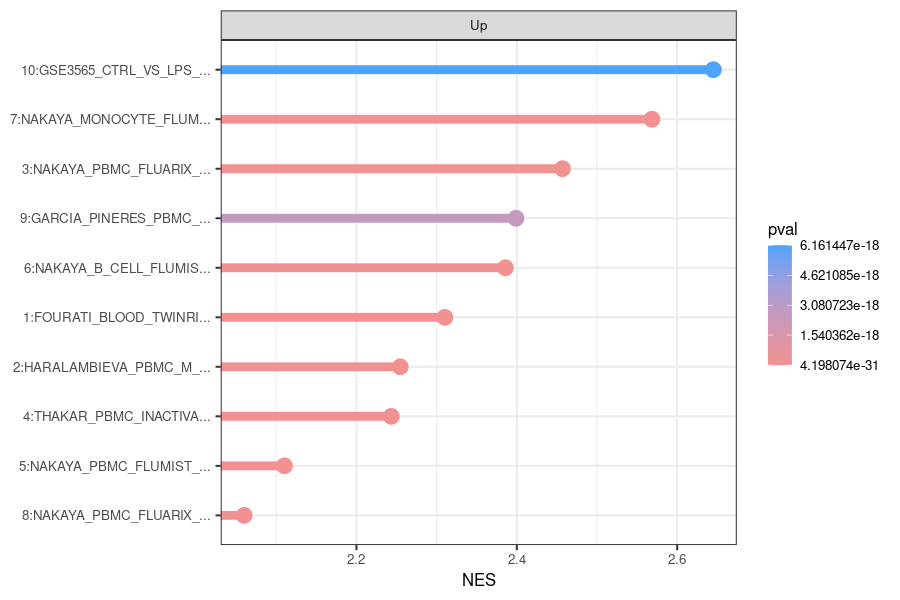 Up
10:GSE3565_CTRL_VS_LPS_...
7:NAKAYA_MONOCYTE_FLUM...
3:NAKAYA_PBMC_FLUARIX_...
9:GARCIA_PINERES_PBMC_...
6:NAKAYA_B_CELL_FLUMIS...
1:FOURATI_BLOOD_TWINRI...
2:HARALAMBIEVA_PBMC_M_...
4:THAKAR_PBMC_INACTIVA...
5:NAKAYA_PBMC_FLUMIST_...
8:NAKAYA_PBMC_FLUARIX_...
2.2 2.4 2.6
NES
pval
6.161447e-18
4.621085e-18
3.080723e-18
1.540362e-18
4.198074e-31